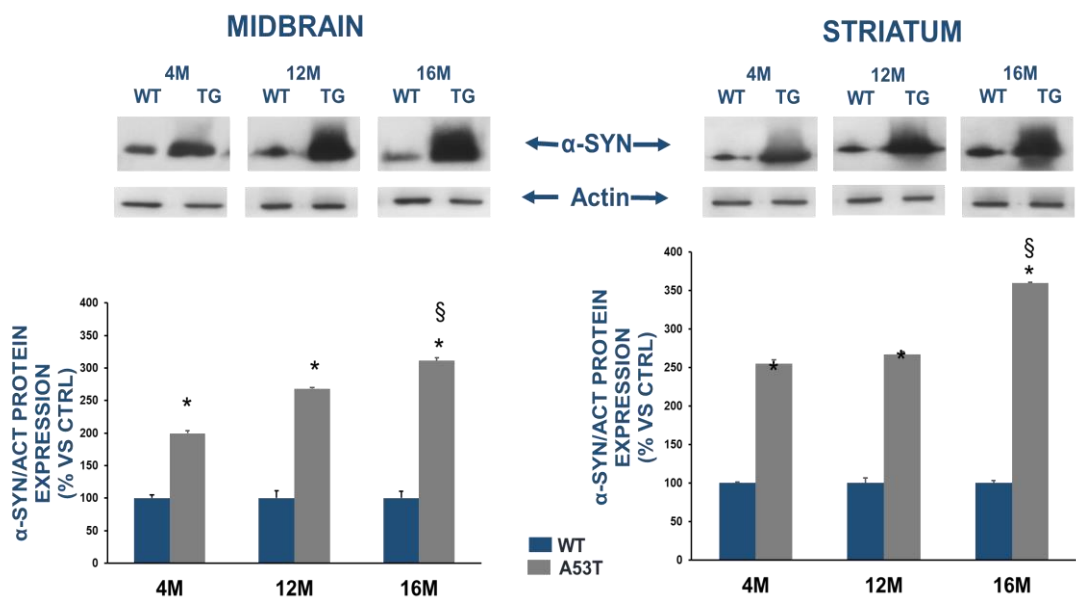 MIDBRAIN
STRIATUM
4M 12M 16M
WT TG WT TG WT TG
4M 12M 16M
WT TG WT TG WT TG
α-SYN
Actin
α-SYN/ACT PROTEIN
EXPRESSION
(% VS CTRL)
400
350
300
250
200
150
100
50
0
* * * §
4M 12M 16M
WT
A53T
α-SYN/ACT PROTEIN
EXPRESSION
(% VS CTRL)
400
350
300
250
200
150
100
50
0
* * * §
4M 12M 16M